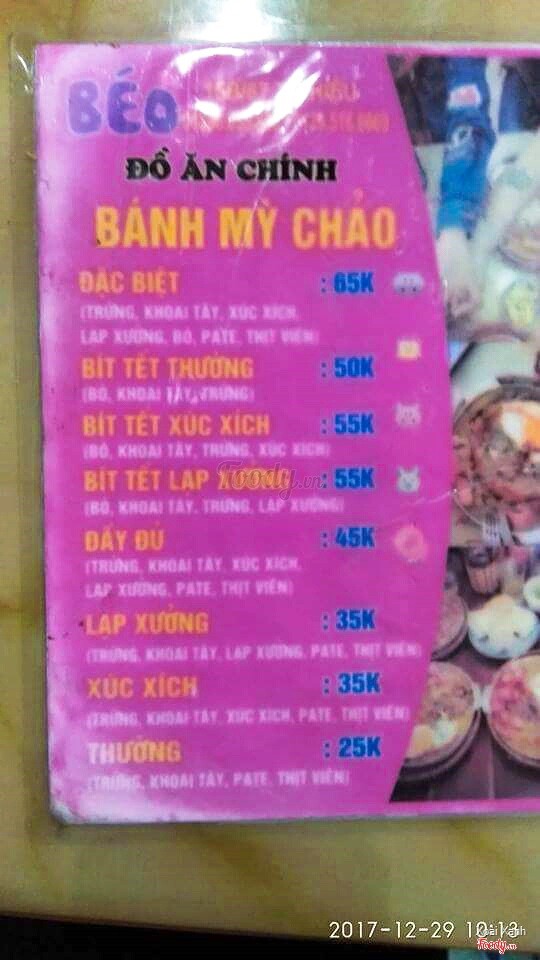 BÉO
ĐỒ ĂN CHÍNH
BÁNH MỲ CHẢO
ĐẶC BIỆT : 65K
(TRỨNG, KHOAI TÂY, XÚC XÍCH,
LẠP XƯỞNG, BÒ, PATE, THỊT VIÊN)
BÍT TẾT THƯỜNG : 50K
(BÒ, KHOAI TÂY, TRỨNG)
BÍT TẾT XÚC XÍCH : 55K
(BÒ, KHOAI TÂY, TRỨNG, XÚC XÍCH)
BÍT TẾT LẠP XƯỞNG : 55K
(BÒ, KHOAI TÂY, TRỨNG, LẠP XƯỞNG)
ĐẦY ĐỦ : 45K
(TRỨNG, KHOAI TÂY, XÚC XÍCH,
LẠP XƯỞNG, PATE, THỊT VIÊN)
LẠP XƯỞNG : 35K
(TRỨNG, KHOAI TÂY, LẠP XƯỞNG, PATE, THỊT VIÊN)
XÚC XÍCH : 35K
(TRỨNG, KHOAI TÂY, XÚC XÍCH, PATE, THỊT VIÊN)
THƯỜNG : 25K
(TRỨNG, KHOAI TÂY, PATE, THỊT VIÊN)
Foody.vn
2017-12-29 10:13
Foody.vn